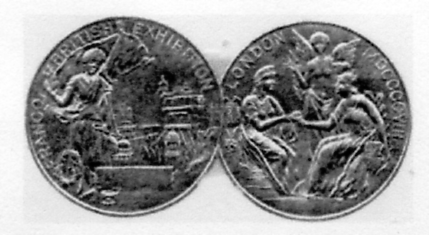 FRANCO BRITISH EXHIBITION
LONDON MDCCCCVIII